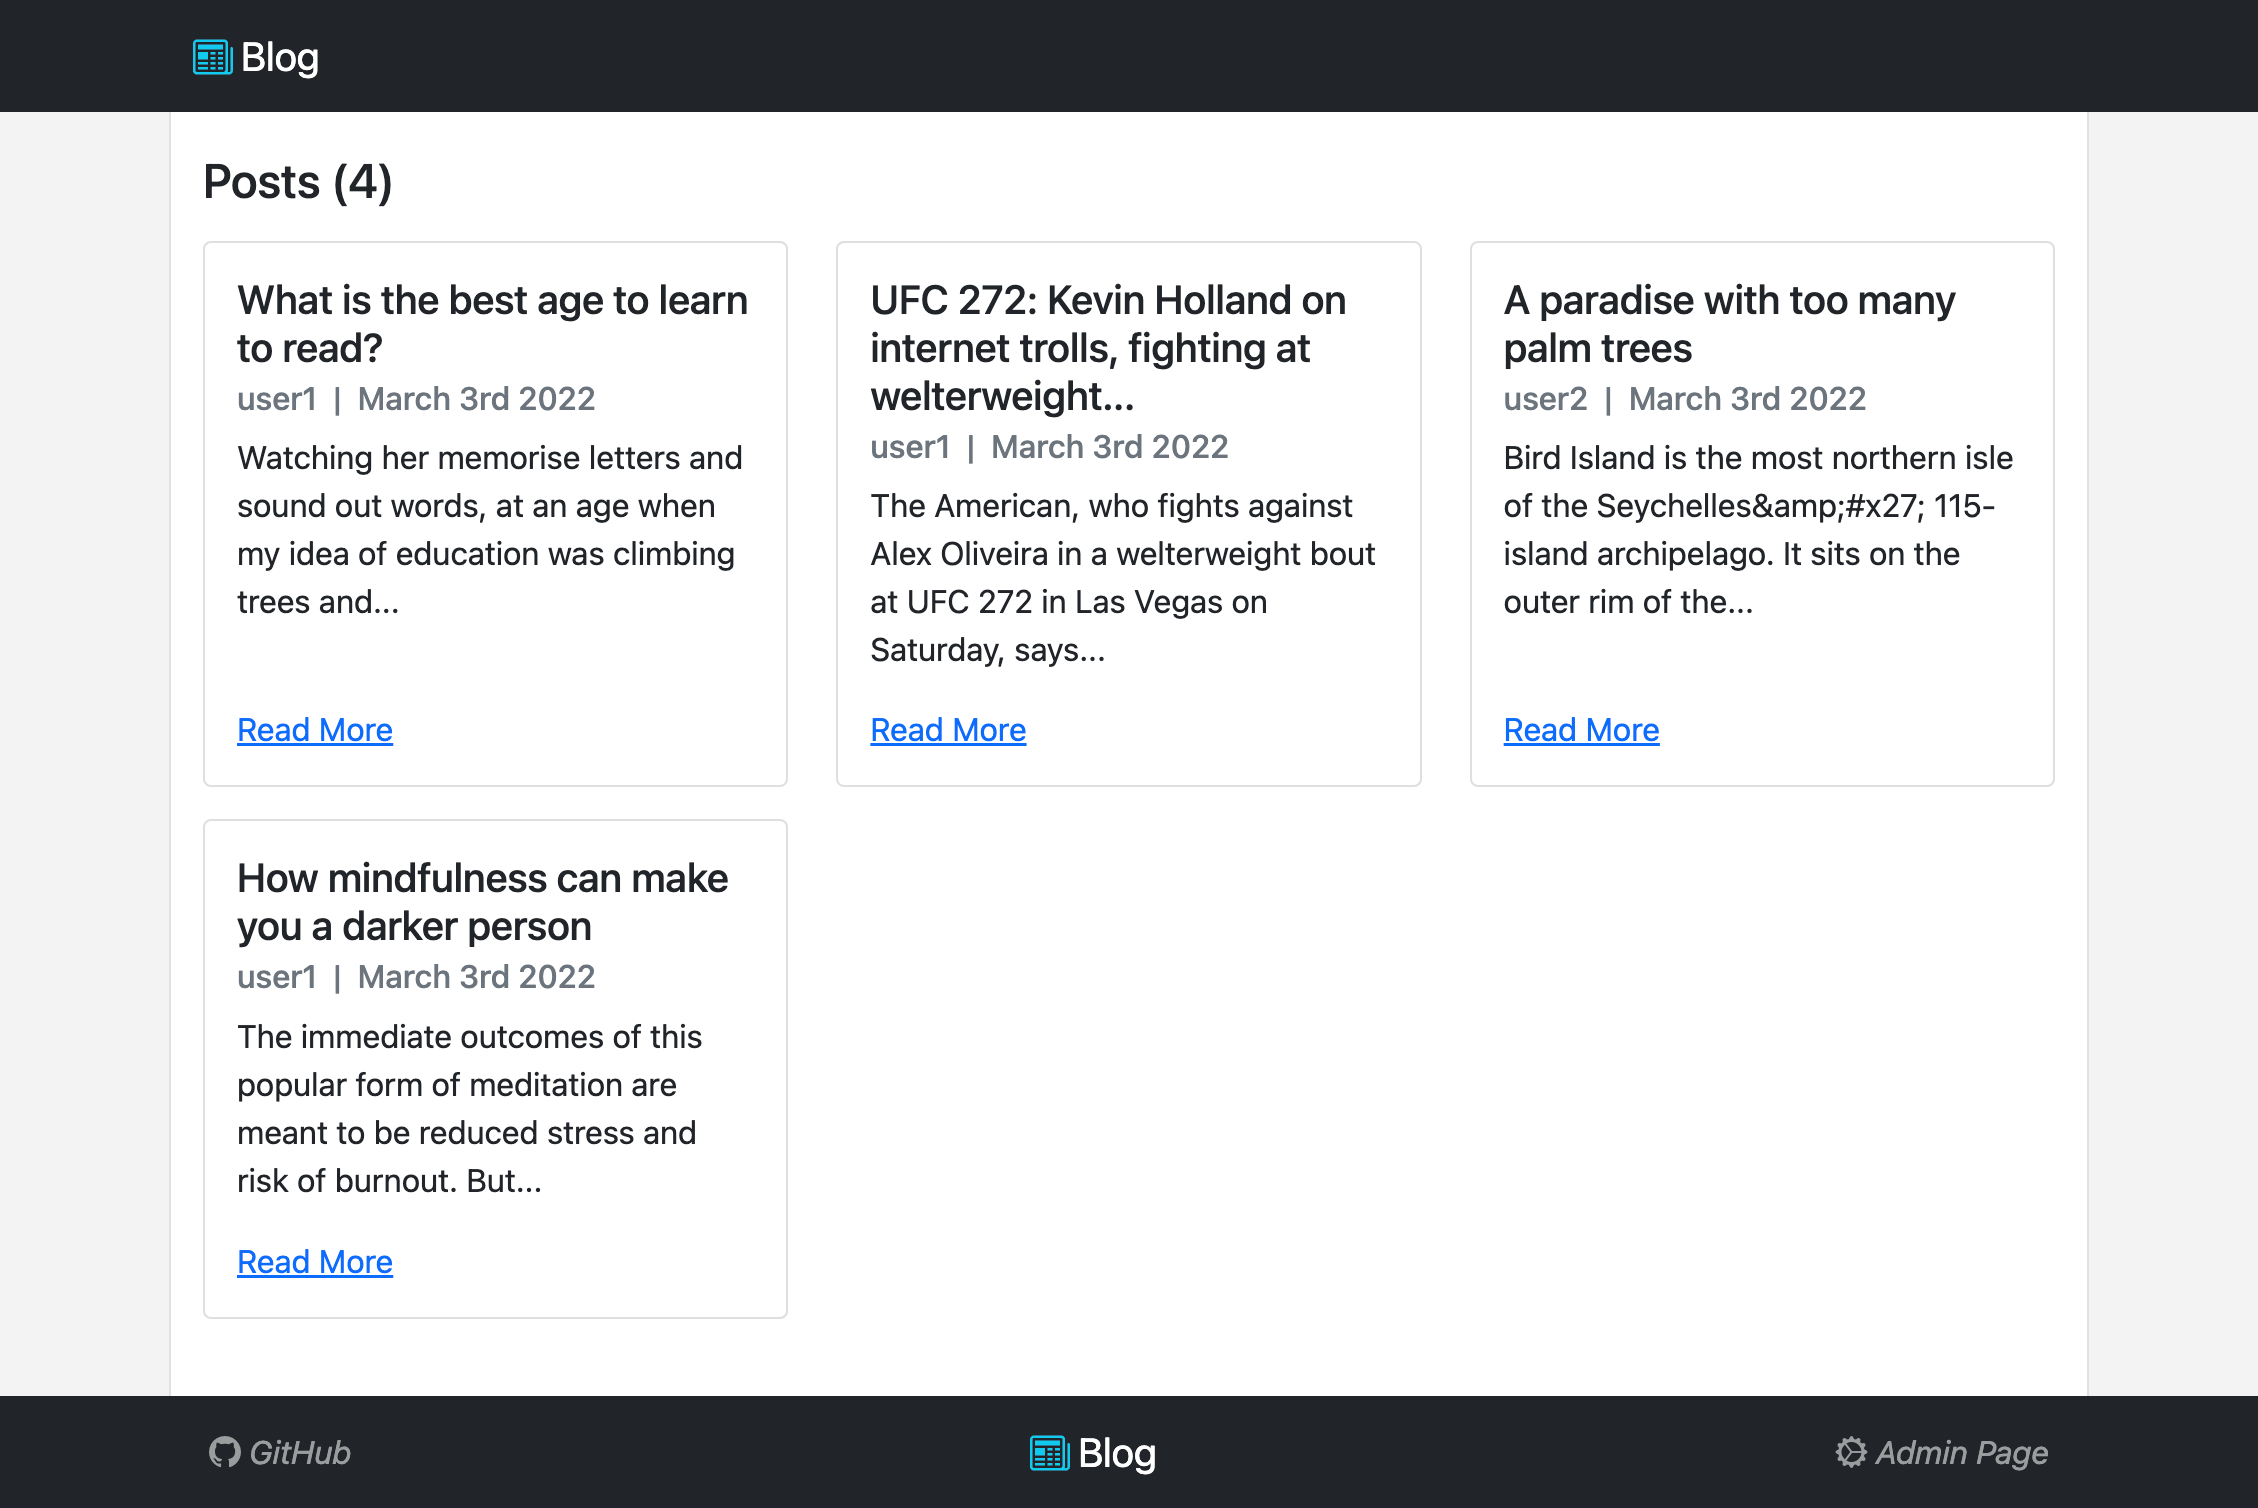 Blog
Posts (4)
What is the best age to learn
to read?
user1 | March 3rd 2022
Watching her memorise letters and
sound out words, at an age when
my idea of education was climbing
trees and...
Read More
UFC 272: Kevin Holland on
internet trolls, fighting at
welterweight...
user1 | March 3rd 2022
The American, who fights against
Alex Oliveira in a welterweight bout
at UFC 272 in Las Vegas on
Saturday, says...
Read More
A paradise with too many
palm trees
user2 | March 3rd 2022
Bird Island is the most northern isle
of the Seychelles&amp;#x27; 115-
island archipelago. It sits on the
outer rim of the...
Read More
How mindfulness can make
you a darker person
user1 | March 3rd 2022
The immediate outcomes of this
popular form of meditation are
meant to be reduced stress and
risk of burnout. But...
Read More
GitHub
Blog
Admin Page